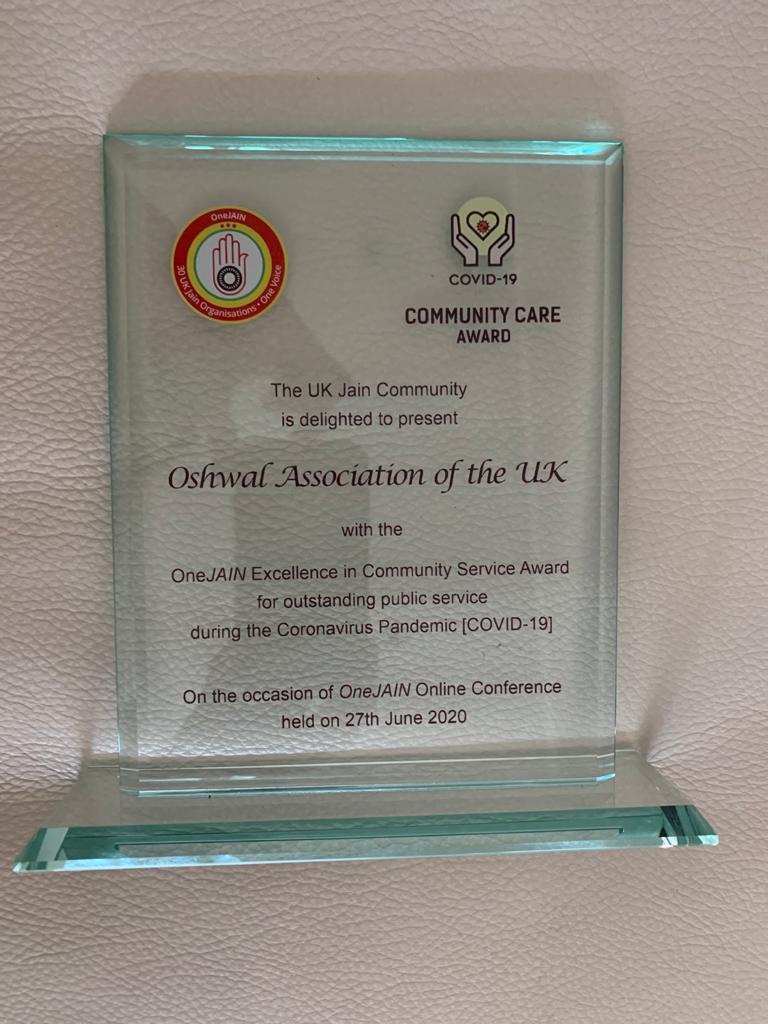 OneJAIN
30 UK Jain Organisations • One Voice
COVID-19
COMMUNITY CARE
AWARD
The UK Jain Community
is delighted to present
Oshwal Association of the UK
with the
OneJAIN Excellence in Community Service Award
for outstanding public service
during the Coronavirus Pandemic [COVID-19]
On the occasion of OneJAIN Online Conference
held on 27th June 2020